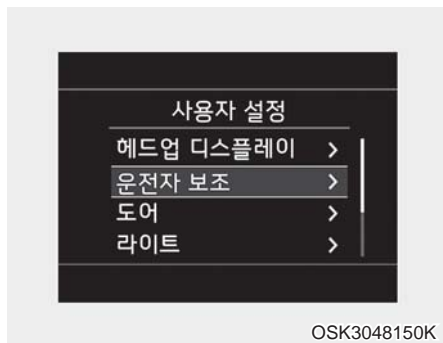 사용자 설정
헤드업 디스플레이 >
운전자 보조 >
도어 >
라이트 >
OSK3048150K